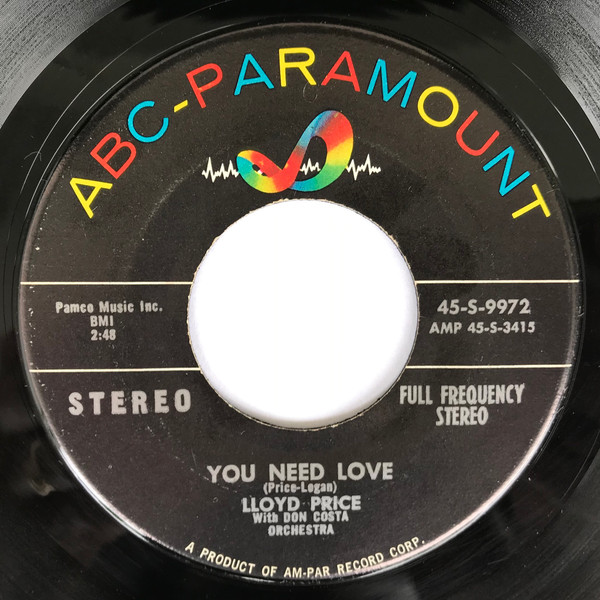 ABC-PARAMOUNT
Pamco Music Inc.
BMI
2:48
45-S-9972
AMP 45-S-3415
STEREO
FULL FREQUENCY
STEREO
YOU NEED LOVE
(Price-Logan)
LLOYD PRICE
With DON COSTA
ORCHESTRA
A PRODUCT OF AM-PAR RECORD CORP.